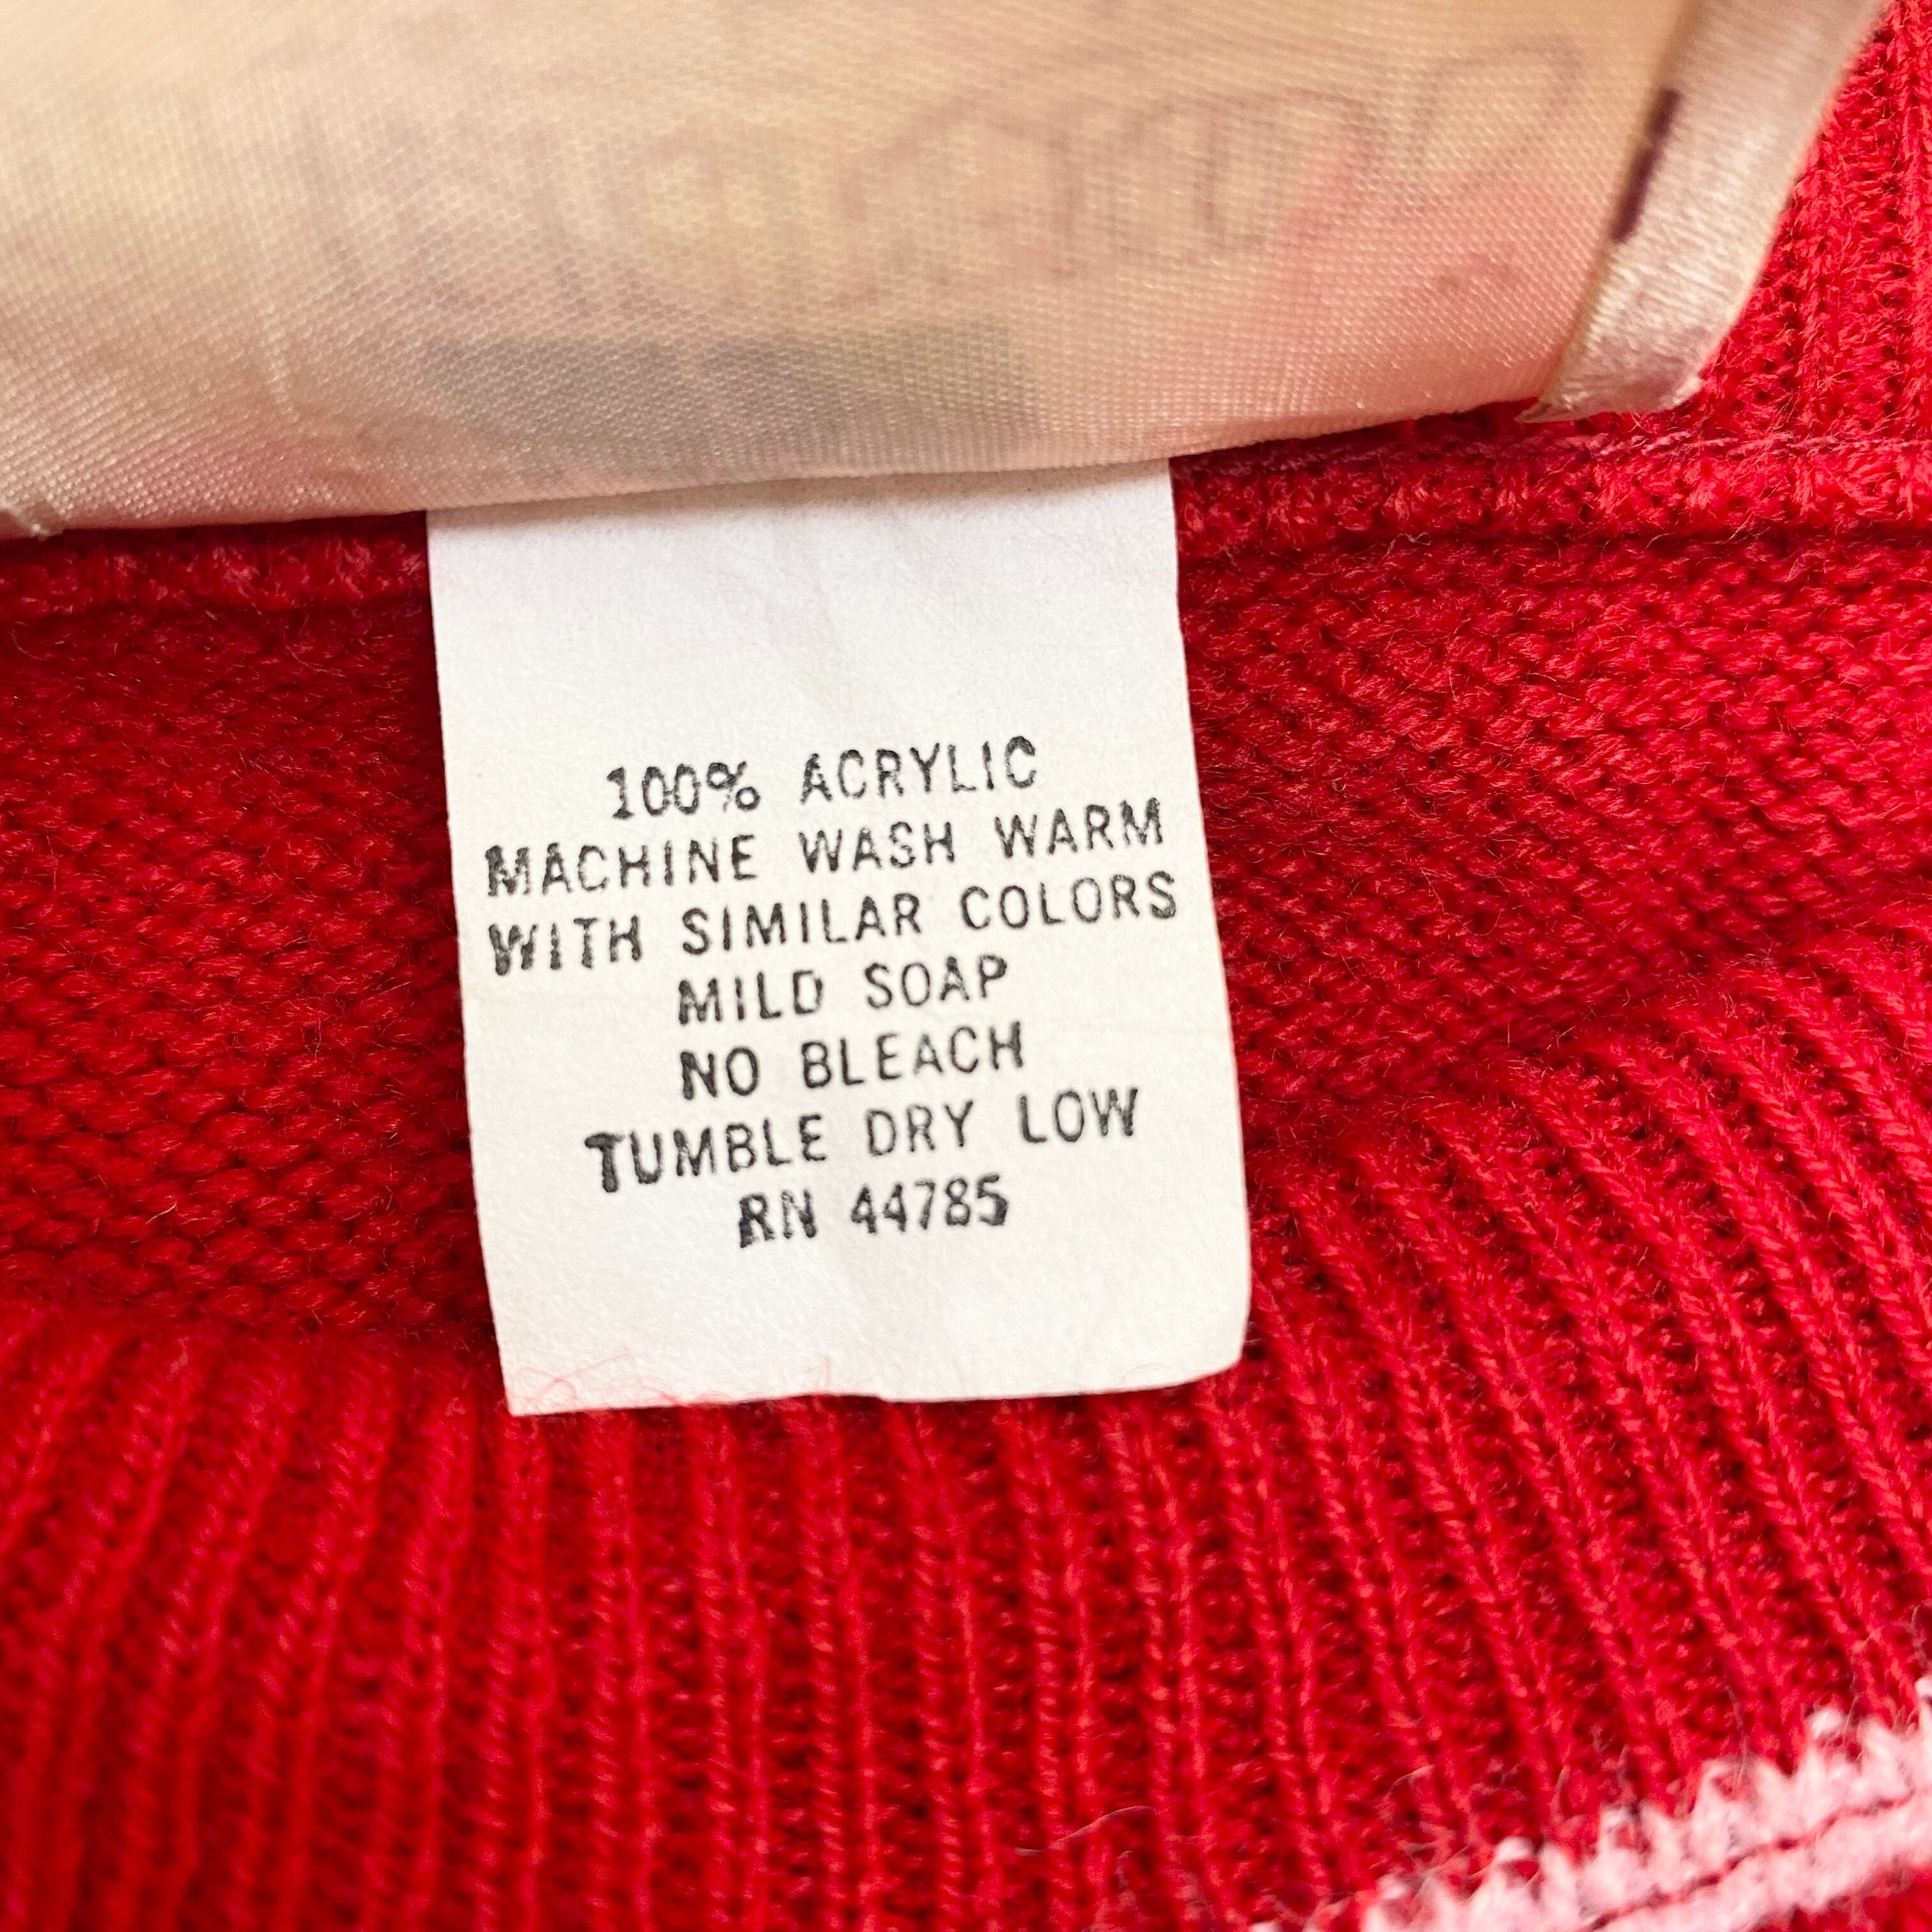 100% ACRYLIC
MACHINE WASH WARM
WITH SIMILAR COLORS
MILD SOAP
NO BLEACH
TUMBLE DRY LOW
RN 44785